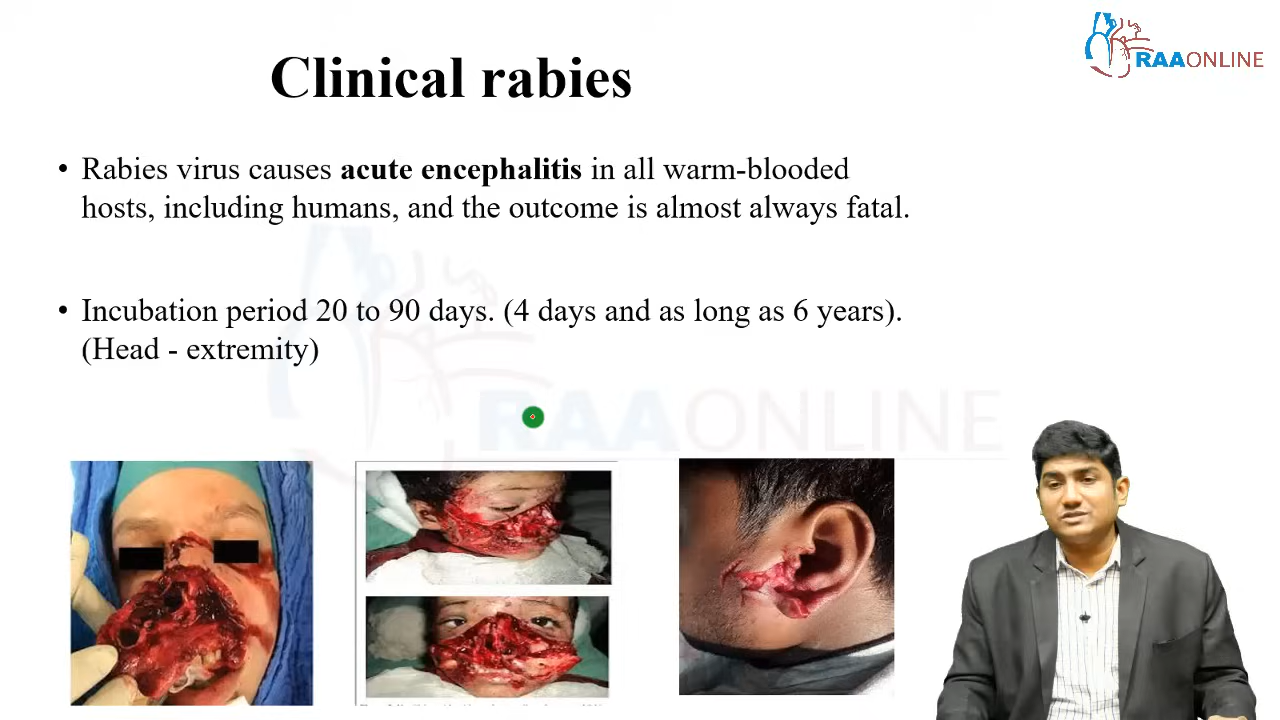 Clinical rabies
RAAONLINE
• Rabies virus causes acute encephalitis in all warm-blooded
hosts, including humans, and the outcome is almost always fatal.
• Incubation period 20 to 90 days. (4 days and as long as 6 years).
(Head - extremity)
RAAONLINE